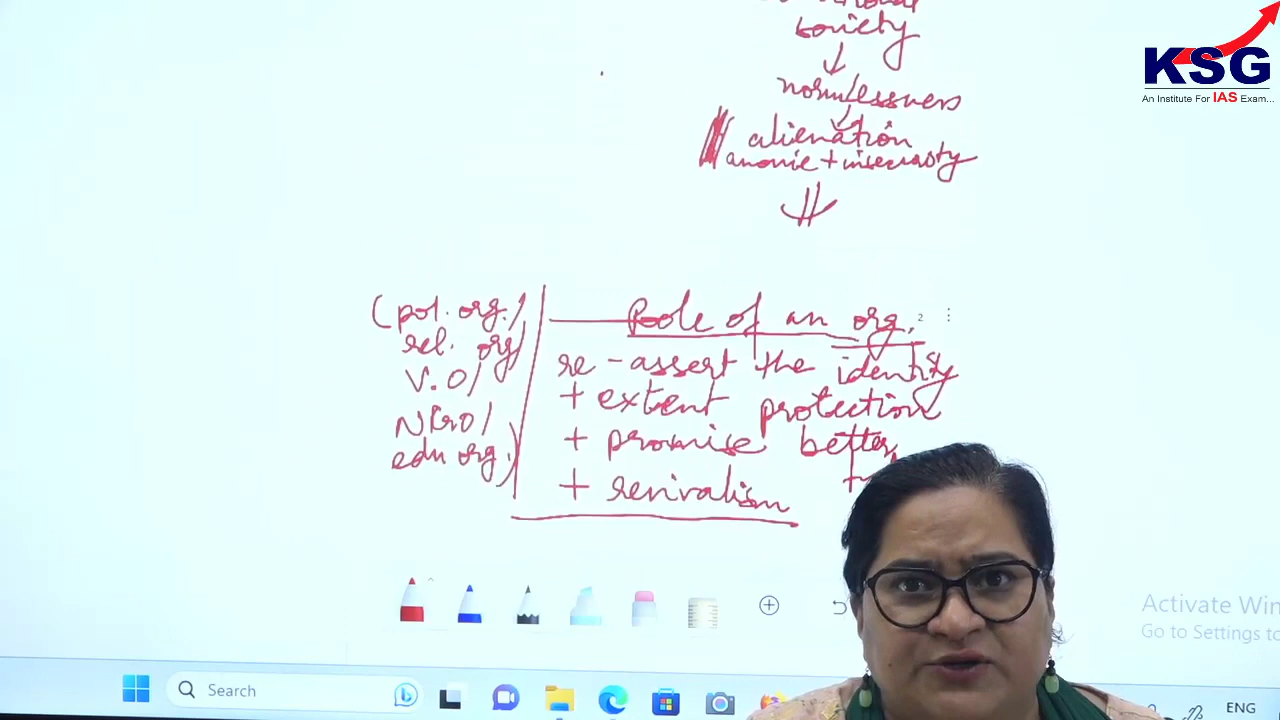 society
normlessness
alienation
anomie + insecurity
(pol. org./
rel. org/
V.O/
NGO/
edu org.)
Role of an org.
re-assert the identity
+ extent protection
+ promise better
+ revivalism
KSG
An Institute For IAS Exam...
Activate Win
Go to Settings to
Search
ENG